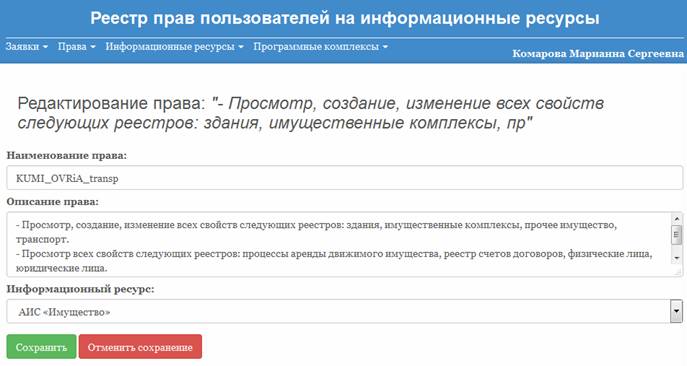 Реестр прав пользователей на информационные ресурсы
Заявки Права Информационные ресурсы Программные комплексы
Комарова Марианна Сергеевна
Редактирование права: "- Просмотр, создание, изменение всех свойств
следующих реестров: здания, имущественные комплексы, пр"
Наименование права:
KUMI_OVRiA_transp
Описание права:
- Просмотр, создание, изменение всех свойств следующих реестров: здания, имущественные комплексы, прочее имущество,
транспорт.
- Просмотр всех свойств следующих реестров: процессы аренды движимого имущества, реестр счетов договоров, физические лица,
юридические лица.
Информационный ресурс:
АИС «Имущество»
Сохранить Отменить сохранение